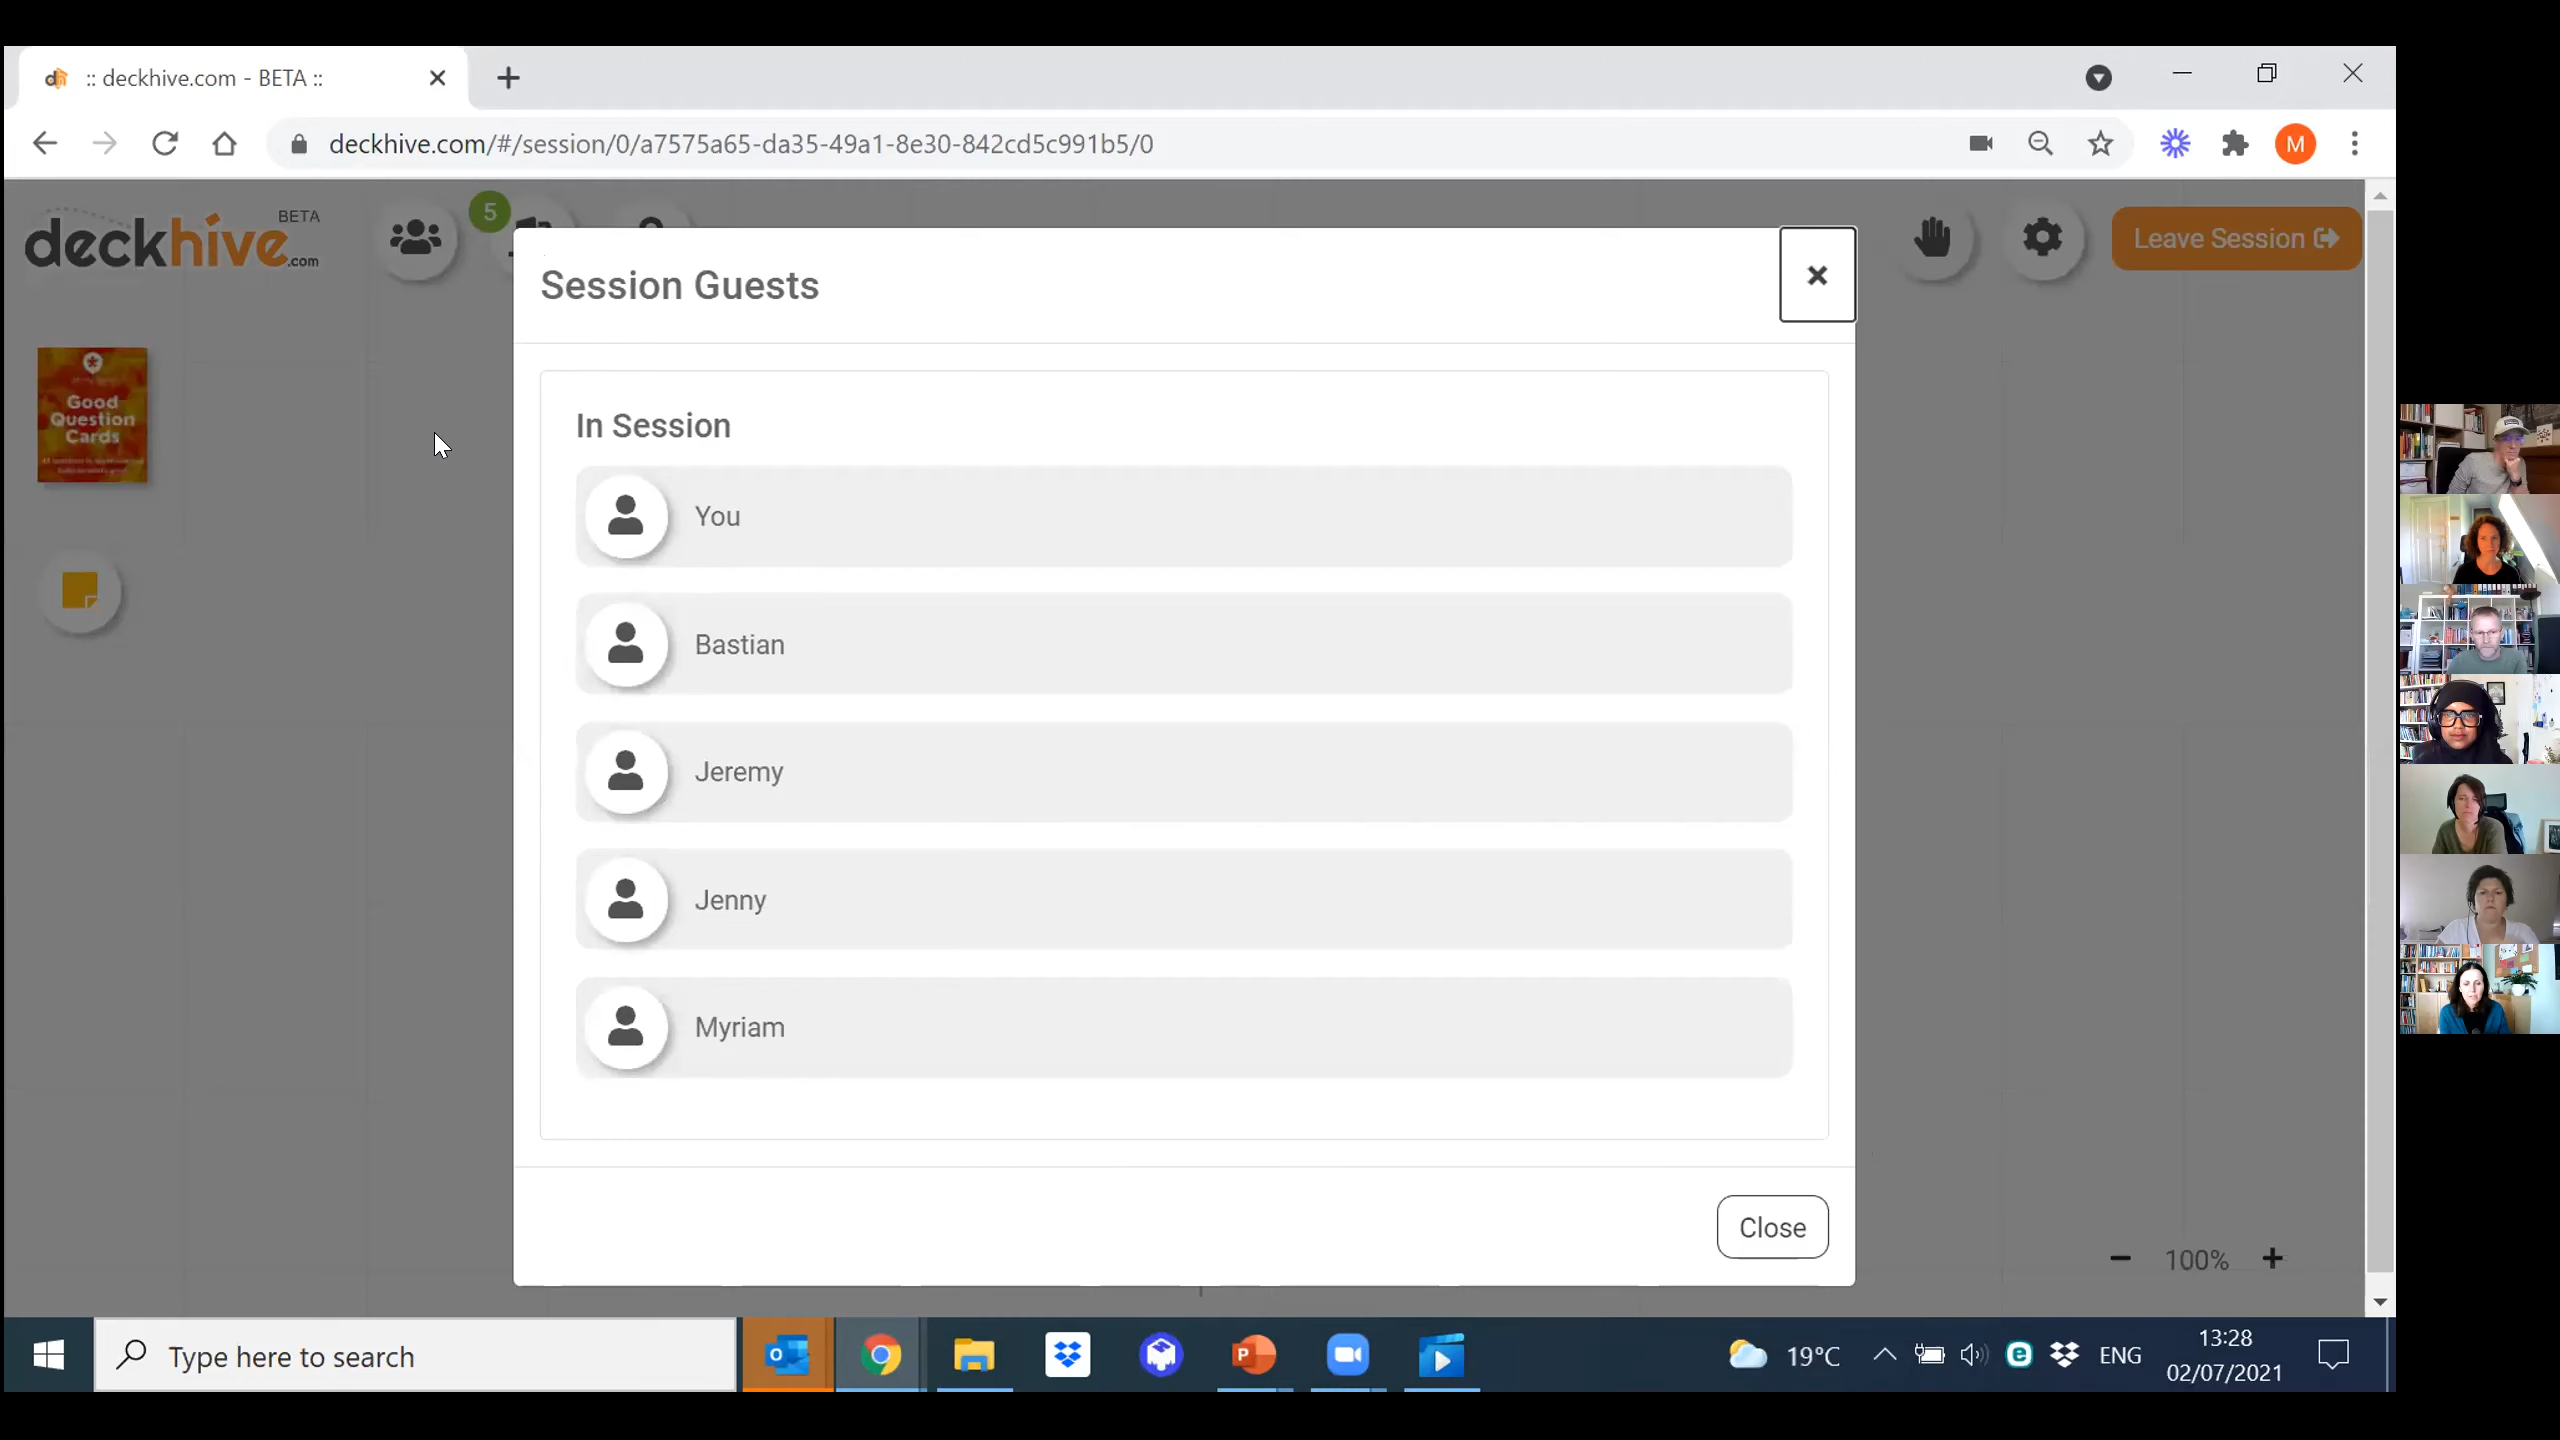 :: deckhive.com - BETA ::
deckhive.com/#/session/0/a7575a65-da35-49a1-8e30-842cd5c991b5/0
BETA
deckhive
.com
5
Leave Session
Session Guests
Good
Question
Cards
In Session
You
Bastian
Jeremy
Jenny
Myriam
Close
100%
Type here to search
19°C
ENG
13:28
02/07/2021
M